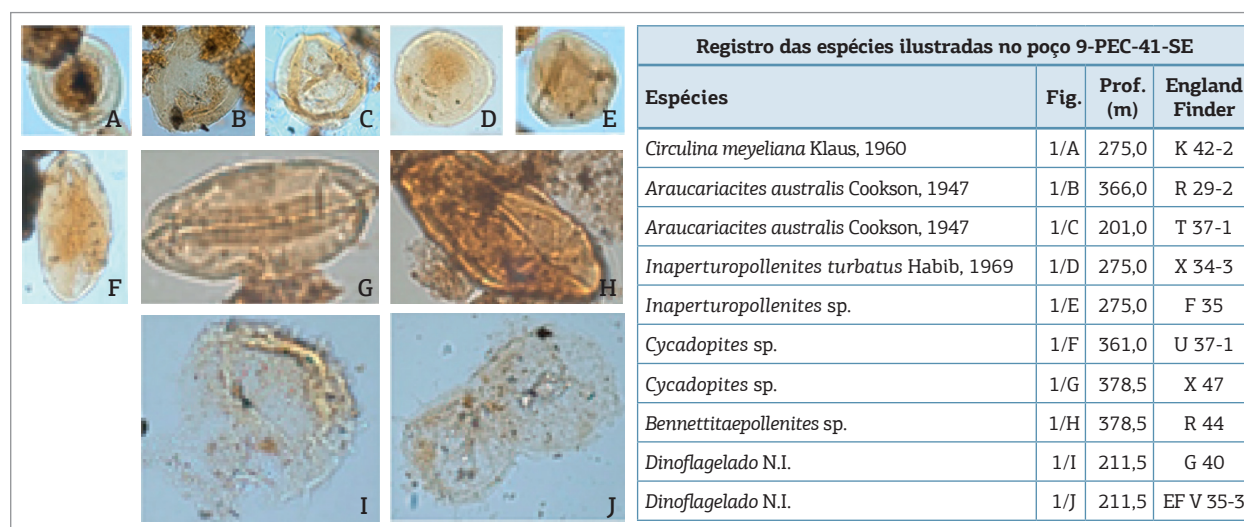 A
B
C
D
E
F
G
H
I
J
Registro das espécies ilustradas no poço 9-PEC-41-SE
Espécies Fig. Prof. (m) England Finder
Circulina meyeliana Klaus, 1960 1/A 275,0 K 42-2
Araucariacites australis Cookson, 1947 1/B 366,0 R 29-2
Araucariacites australis Cookson, 1947 1/C 201,0 T 37-1
Inaperturopollenites turbatus Habib, 1969 1/D 275,0 X 34-3
Inaperturopollenites sp. 1/E 275,0 F 35
Cycadopites sp. 1/F 361,0 U 37-1
Cycadopites sp. 1/G 378,5 X 47
Bennettitaepollenites sp. 1/H 378,5 R 44
Dinoflagelado N.I. 1/I 211,5 G 40
Dinoflagelado N.I. 1/J 211,5 EF V 35-3